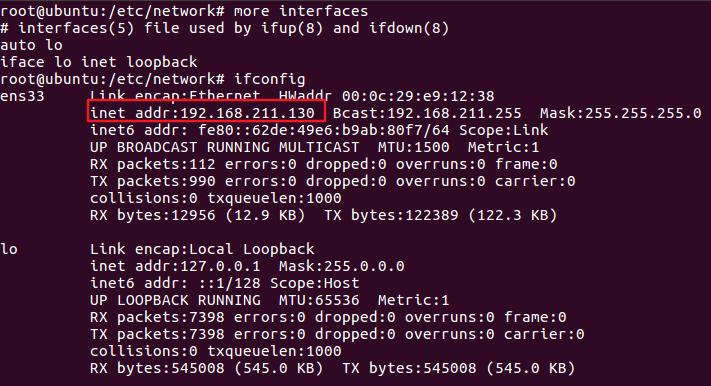 root@ubuntu:/etc/network# more interfaces
# interfaces(5) file used by ifup(8) and ifdown(8)
auto lo
iface lo inet loopback
root@ubuntu:/etc/network# ifconfig
ens33     Link encap:Ethernet  HWaddr 00:0c:29:e9:12:38
          inet addr:192.168.211.130  Bcast:192.168.211.255  Mask:255.255.255.0
          inet6 addr: fe80::62de:49e6:b9ab:80f7/64 Scope:Link
          UP BROADCAST RUNNING MULTICAST  MTU:1500  Metric:1
          RX packets:112 errors:0 dropped:0 overruns:0 frame:0
          TX packets:990 errors:0 dropped:0 overruns:0 carrier:0
          collisions:0 txqueuelen:1000
          RX bytes:12956 (12.9 KB)  TX bytes:122389 (122.3 KB)
lo        Link encap:Local Loopback
          inet addr:127.0.0.1  Mask:255.0.0.0
          inet6 addr: ::1/128 Scope:Host
          UP LOOPBACK RUNNING  MTU:65536  Metric:1
          RX packets:7398 errors:0 dropped:0 overruns:0 frame:0
          TX packets:7398 errors:0 dropped:0 overruns:0 carrier:0
          collisions:0 txqueuelen:1000
          RX bytes:545008 (545.0 KB)  TX bytes:545008 (545.0 KB)